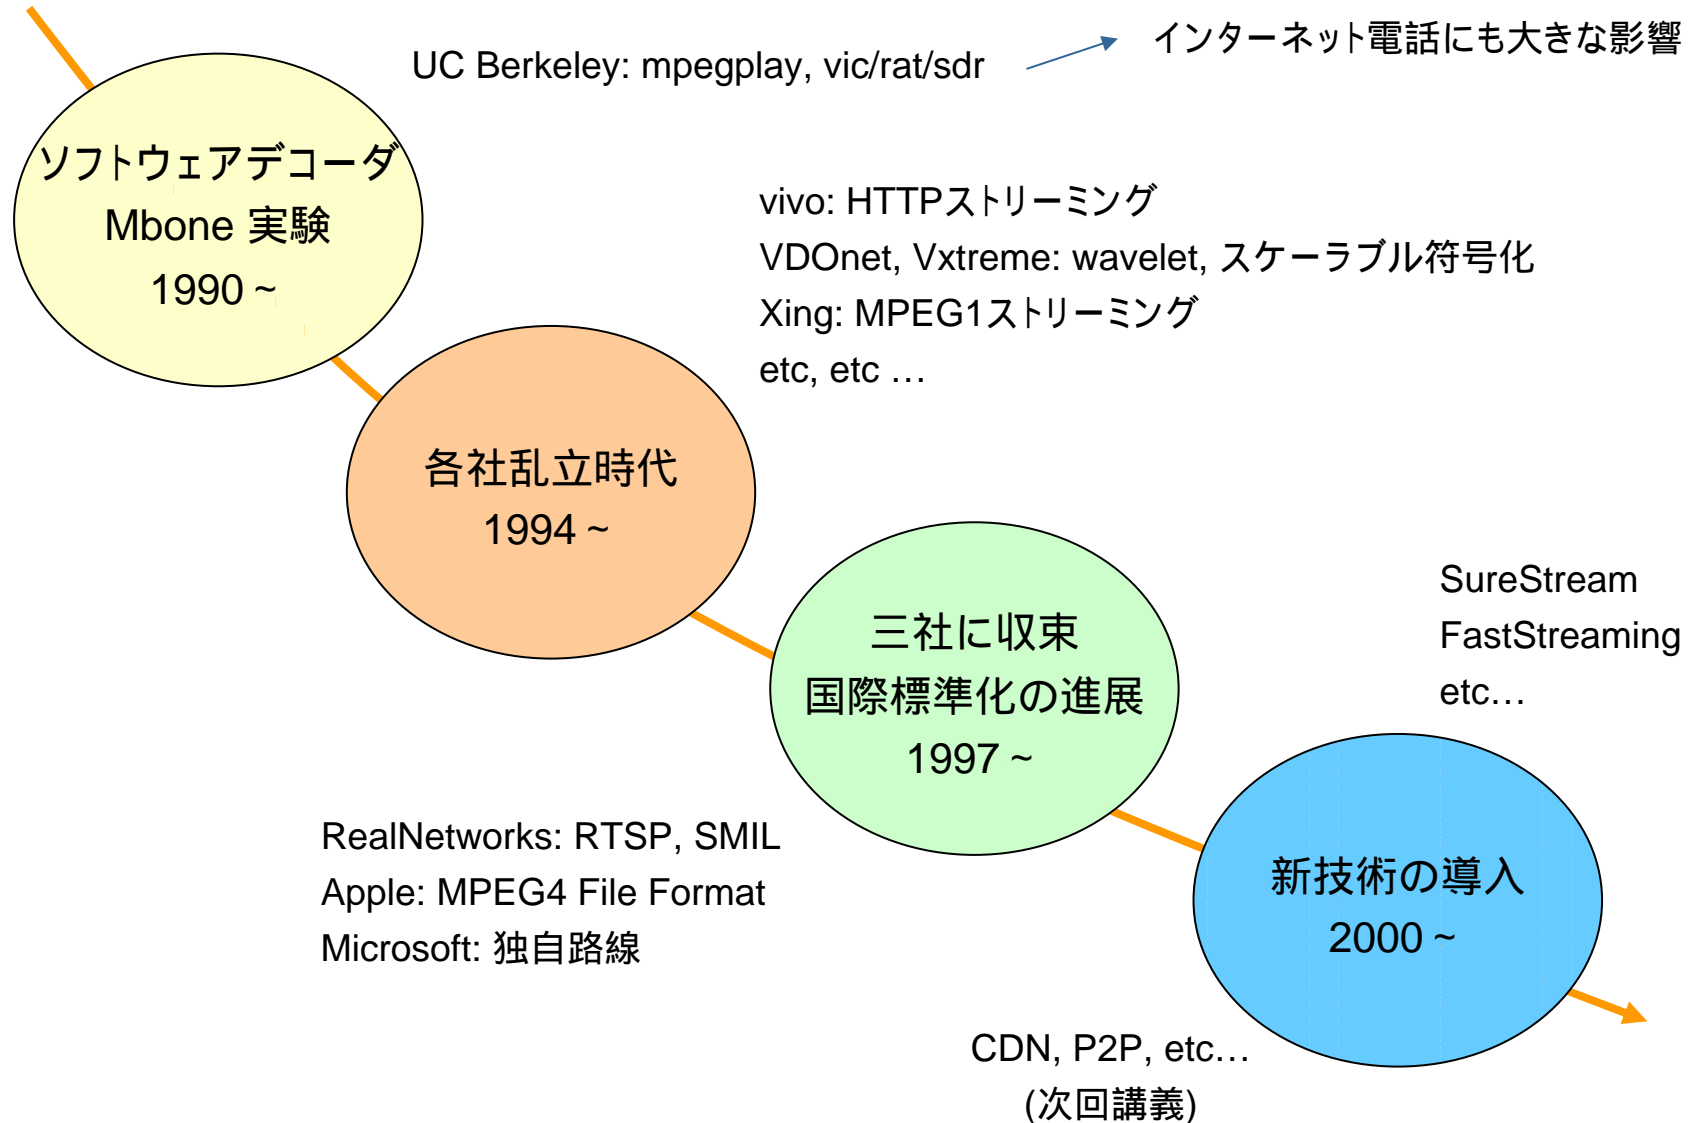 UC Berkeley: mpegplay, vic/rat/sdr
インターネット電話にも大きな影響
ソフトウェアデコーダ
Mbone 実験
1990 ~
vivo: HTTPストリーミング
VDOnet, Vxtreme: wavelet, スケーラブル符号化
Xing: MPEG1ストリーミング
etc, etc …
各社乱立時代
1994 ~
三社に収束
国際標準化の進展
1997 ~
RealNetworks: RTSP, SMIL
Apple: MPEG4 File Format
Microsoft: 独自路線
SureStream
FastStreaming
etc…
新技術の導入
2000 ~
CDN, P2P, etc…
(次回講義)